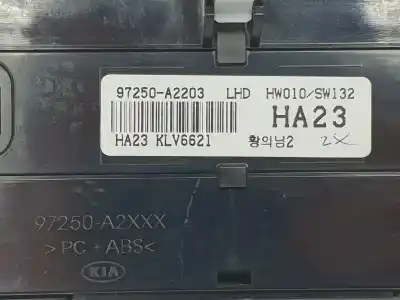 97250-A2203 LHD HW010/SW132
HA23
HA23 KLV6621 황의남2 2X
97250-A2XXX
>PC+ABS<
KIA